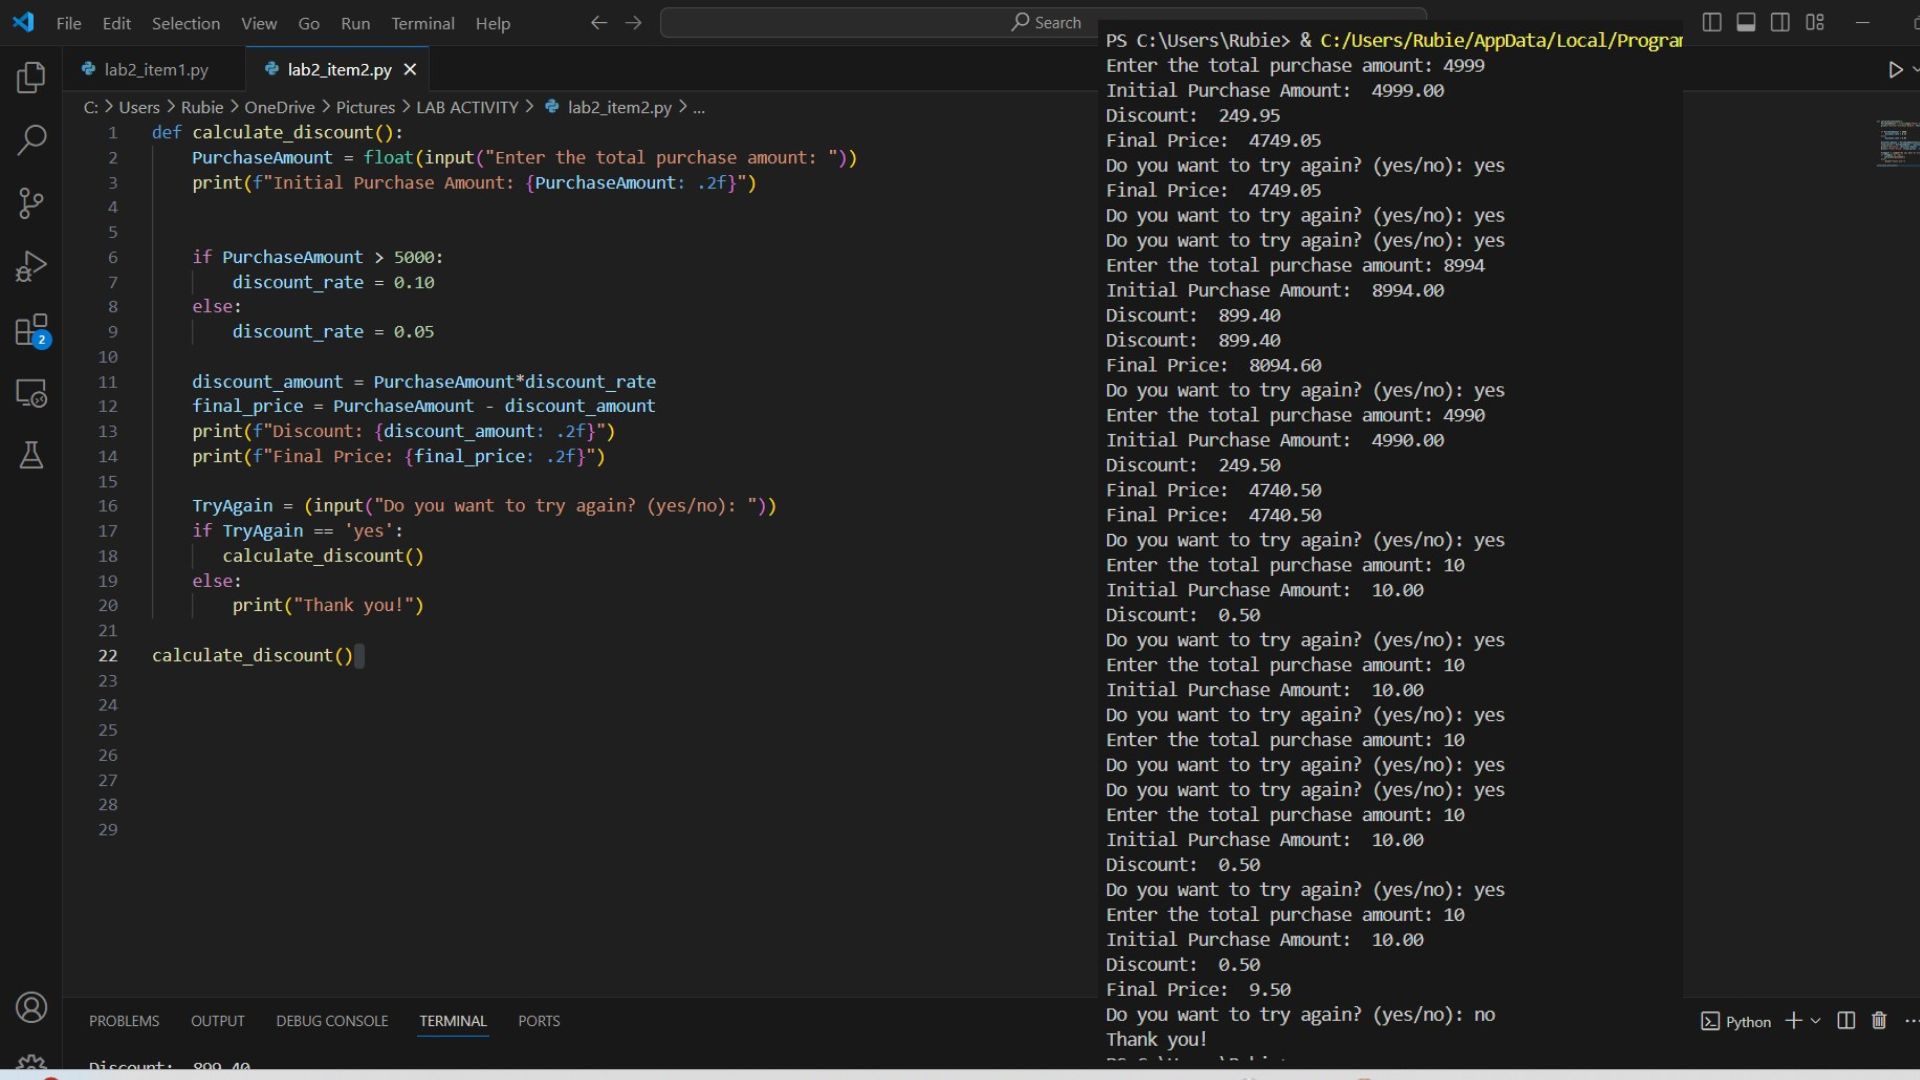 File Edit Selection View Go Run Terminal Help Search
lab2_item1.py lab2_item2.py
C: > Users > Rubie > OneDrive > Pictures > LAB ACTIVITY > lab2_item2.py > ...
1 def calculate_discount():
2 PurchaseAmount = float(input("Enter the total purchase amount: "))
3 print(f"Initial Purchase Amount: {PurchaseAmount: .2f}")
4
5
6 if PurchaseAmount > 5000:
7 discount_rate = 0.10
8 else:
9 discount_rate = 0.05
10
11 discount_amount = PurchaseAmount*discount_rate
12 final_price = PurchaseAmount - discount_amount
13 print(f"Discount: {discount_amount: .2f}")
14 print(f"Final Price: {final_price: .2f}")
15
16 TryAgain = (input("Do you want to try again? (yes/no): "))
17 if TryAgain == 'yes':
18 calculate_discount()
19 else:
20 print("Thank you!")
21
22 calculate_discount()
23
24
25
26
27
28
29
2
PROBLEMS OUTPUT DEBUG CONSOLE TERMINAL PORTS
Discount: 899.40
PS C:\Users\Rubie> & C:/Users/Rubie/AppData/Local/Program
Enter the total purchase amount: 4999
Initial Purchase Amount:  4999.00
Discount:  249.95
Final Price:  4749.05
Do you want to try again? (yes/no): yes
Final Price:  4749.05
Do you want to try again? (yes/no): yes
Do you want to try again? (yes/no): yes
Enter the total purchase amount: 8994
Initial Purchase Amount:  8994.00
Discount:  899.40
Discount:  899.40
Final Price:  8094.60
Do you want to try again? (yes/no): yes
Enter the total purchase amount: 4990
Initial Purchase Amount:  4990.00
Discount:  249.50
Final Price:  4740.50
Final Price:  4740.50
Do you want to try again? (yes/no): yes
Enter the total purchase amount: 10
Initial Purchase Amount:  10.00
Discount:  0.50
Do you want to try again? (yes/no): yes
Enter the total purchase amount: 10
Initial Purchase Amount:  10.00
Do you want to try again? (yes/no): yes
Enter the total purchase amount: 10
Do you want to try again? (yes/no): yes
Do you want to try again? (yes/no): yes
Enter the total purchase amount: 10
Initial Purchase Amount:  10.00
Discount:  0.50
Do you want to try again? (yes/no): yes
Enter the total purchase amount: 10
Initial Purchase Amount:  10.00
Discount:  0.50
Final Price:  9.50
Do you want to try again? (yes/no): no
Thank you!
Python